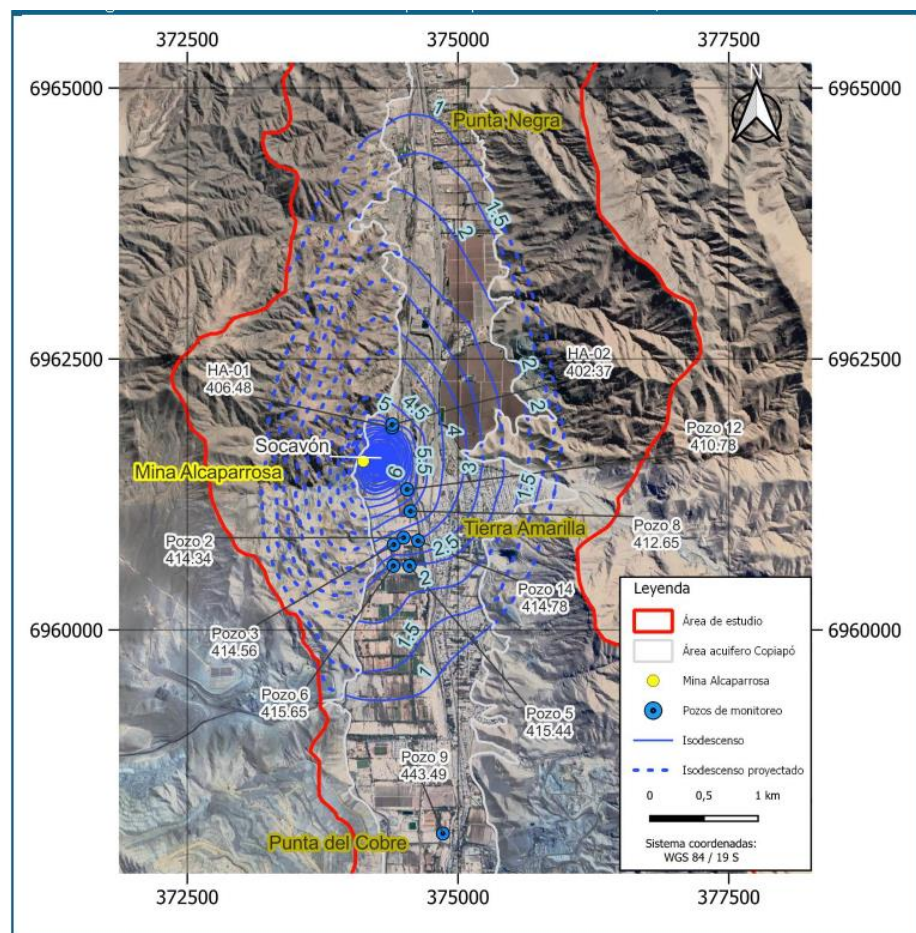 372500
375000
377500
6965000
6965000
N
1
Punta Negra
1.5
2
6962500
6962500
HA-01
406.48
HA-02
402.37
2
5
4.5
2
4
Pozo 12
410.78
Socavón
5.5
Mina Alcaparrosa
6
3
1.5
Tierra Amarilla
Pozo 8
412.65
Pozo 2
414.34
2.5
2
Pozo 14
414.78
Pozo 3
414.56
1.5
1
Pozo 6
415.65
Pozo 5
415.44
Pozo 9
443.49
Punta del Cobre
6960000
6960000
Leyenda
Área de estudio
Área acuifero Copiapó
Mina Alcaparrosa
Pozos de monitoreo
Isodescenso
Isodescenso proyectado
0 0,5 1 km
Sistema coordenadas:
WGS 84 / 19 S
372500
375000
377500